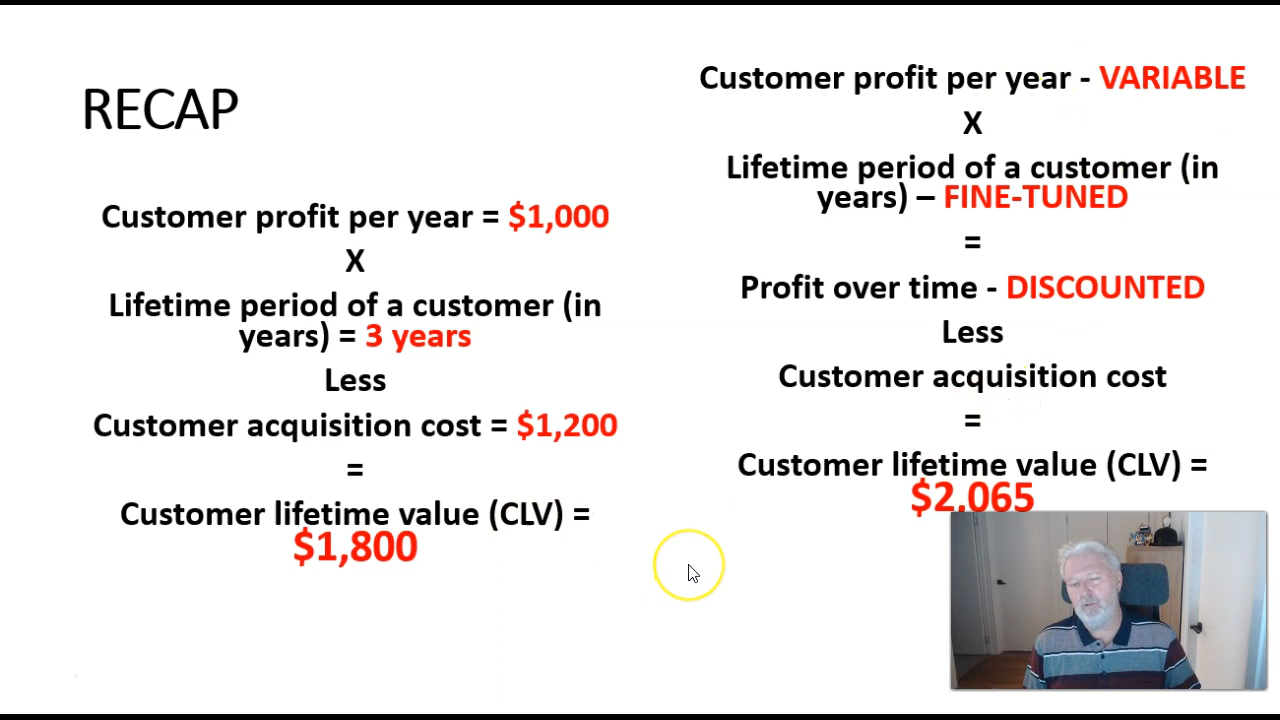 RECAP
Customer profit per year = $1,000
X
Lifetime period of a customer (in
years) = 3 years
Less
Customer acquisition cost = $1,200
=
Customer lifetime value (CLV) =
$1,800
Customer profit per year - VARIABLE
X
Lifetime period of a customer (in
years) – FINE-TUNED
=
Profit over time - DISCOUNTED
Less
Customer acquisition cost
=
Customer lifetime value (CLV) =
$2,065